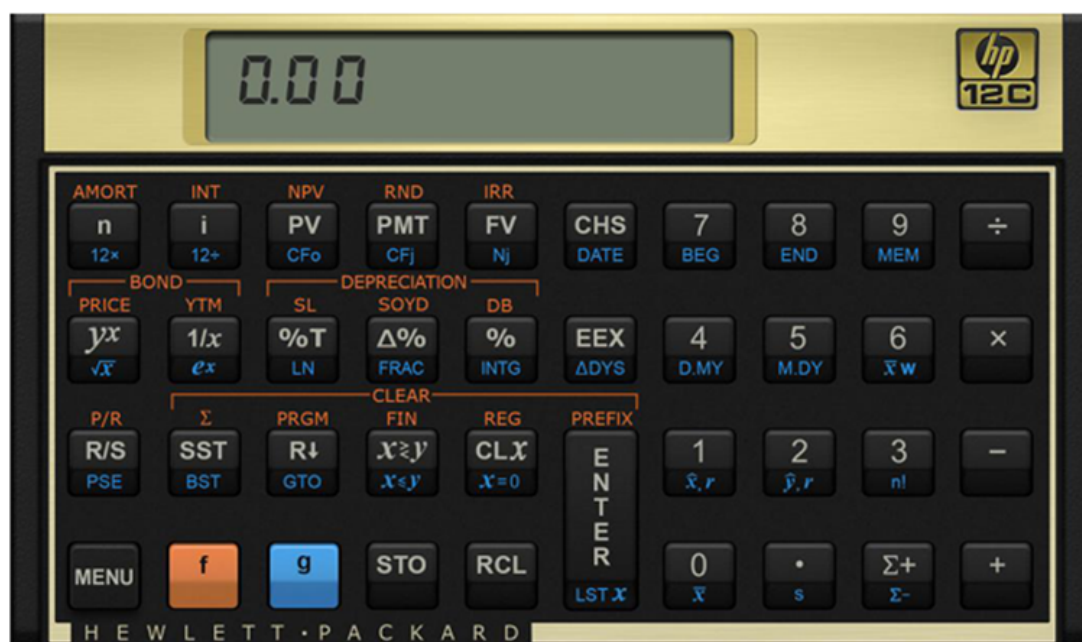 0.00
hp
12C
AMORT INT NPV RND IRR
n i PV PMT FV CHS 7 8 9 ÷
12× 12÷ CFo CFj Nj DATE BEG END MEM
BOND DEPRECIATION
PRICE YTM SL SOYD DB
yx 1/x %T Δ% % EEX 4 5 6 ×
√x ex LN FRAC INTG ΔDYS D.MY M.DY x̅w
CLEAR
P/R Σ PRGM FIN REG PREFIX
R/S SST R↓ x≷y CLX ENTER 1 2 3 −
PSE BST GTO x≤y x=0 x̂,r ŷ,r n!
MENU f g STO RCL 0 · Σ+ +
LST x x̅ s Σ−
HEWLETT·PACKARD